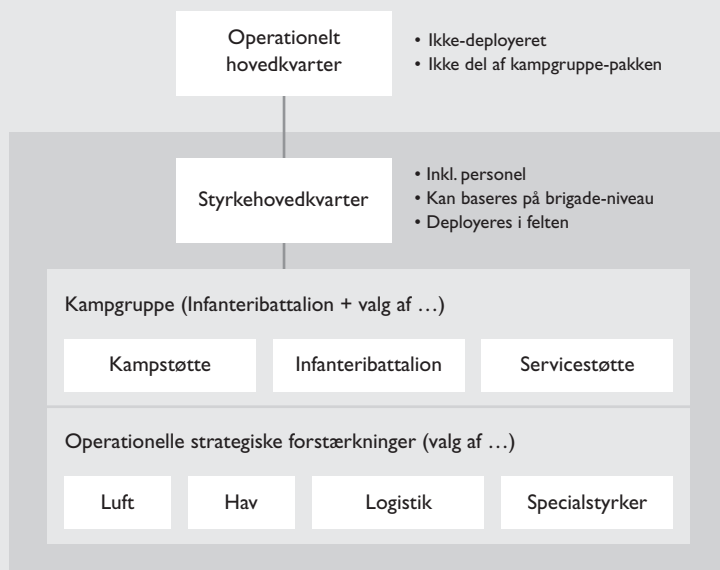 Operationelt
hovedkvarter
• Ikke-deployeret
• Ikke del af kampgruppe-pakken
Styrkehovedkvarter
• Inkl. personel
• Kan baseres på brigade-niveau
• Deployeres i felten
Kampgruppe (Infanteribattalion + valg af …)
Kampstøtte
Infanteribattalion
Servicestøtte
Operationelle strategiske forstærkninger (valg af …)
Luft
Hav
Logistik
Specialstyrker